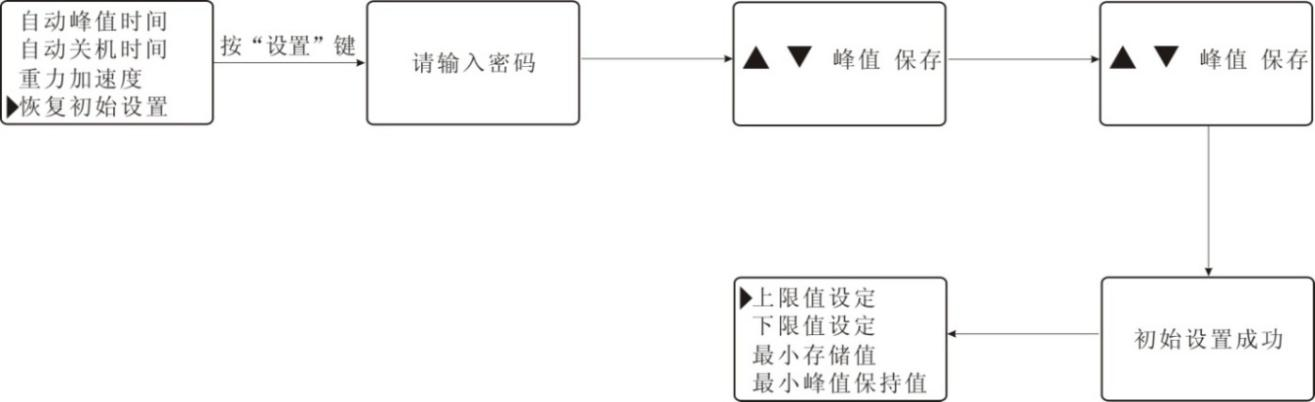 自动峰值时间
自动关机时间
重力加速度
▶恢复初始设置
按“设置”键
请输入密码
▲ ▼ 峰值 保存
▲ ▼ 峰值 保存
初始设置成功
▶上限值设定
下限值设定
最小存储值
最小峰值保持值